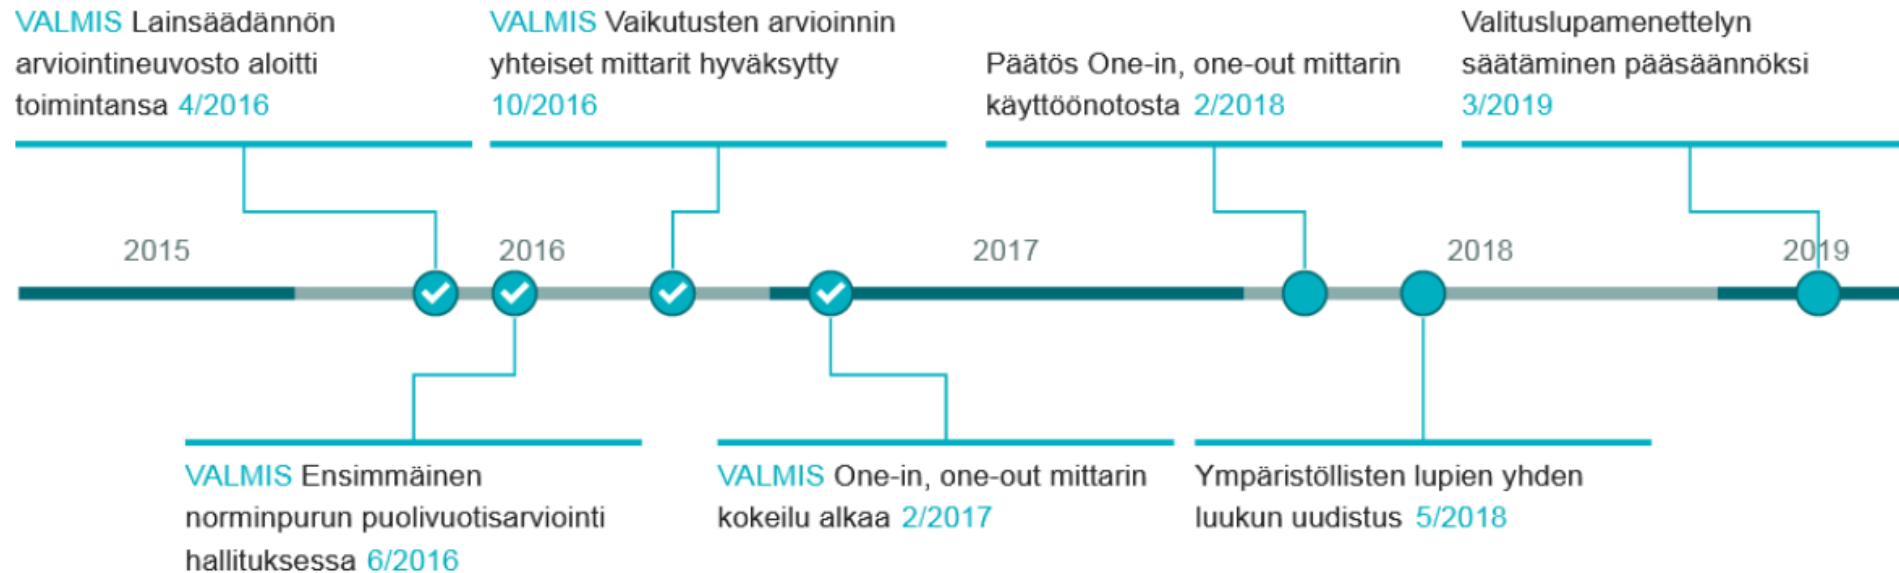 VALMIS Lainsäädännön
arviointineuvosto aloitti
toimintansa 4/2016
VALMIS Vaikutusten arvioinnin
yhteiset mittarit hyväksytty
10/2016
Päätös One-in, one-out mittarin
käyttöönotosta 2/2018
Valituslupamenettelyn
säätäminen pääsäännöksi
3/2019
2015
2016
2017
2018
2019
VALMIS Ensimmäinen
norminpurun puolivuotisarviointi
hallituksessa 6/2016
VALMIS One-in, one-out mittarin
kokeilu alkaa 2/2017
Ympäristöllisten lupien yhden
luukun uudistus 5/2018